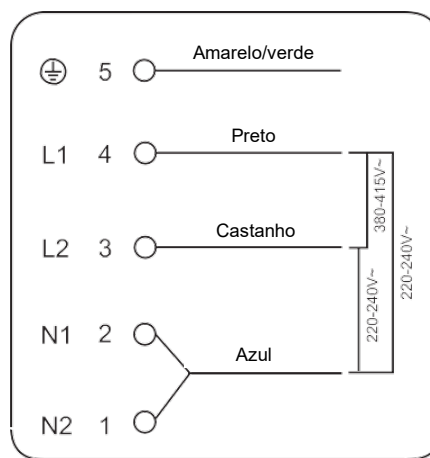 5 Amarelo/verde
L1 4 Preto
380-415V~
220-240V~
L2 3 Castanho
220-240V~
N1 2
Azul
N2 1